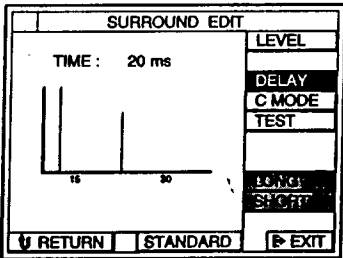 SURROUND EDIT
LEVEL
TIME : 20 ms
DELAY
C MODE
TEST
15 30
LONG
SHORT
RETURN STANDARD EXIT